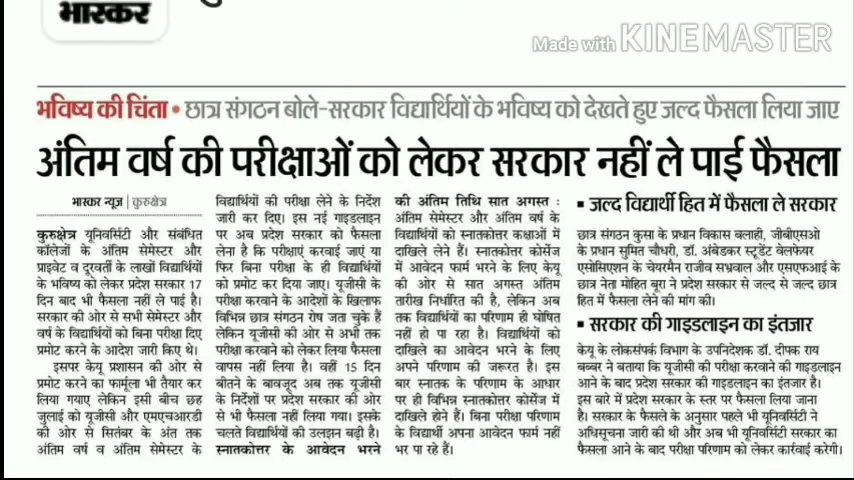 भास्कर
Made with KINEMASTER
भविष्य की चिंता • छात्र संगठन बोले-सरकार विद्यार्थियों के भविष्य को देखते हुए जल्द फैसला लिया जाए
अंतिम वर्ष की परीक्षाओं को लेकर सरकार नहीं ले पाई फैसला
भास्कर न्यूज | कुरुक्षेत्र
कुरुक्षेत्र यूनिवर्सिटी और संबंधित
कॉलेजों के अंतिम सेमेस्टर और
प्राइवेट व दूरवर्ती के लाखों विद्यार्थियों
के भविष्य को लेकर प्रदेश सरकार 17
दिन बाद भी फैसला नहीं ले पाई है।
सरकार की ओर से सभी सेमेस्टर और
वर्ष के विद्यार्थियों को बिना परीक्षा दिए
प्रमोट करने के आदेश जारी किए थे।
इसपर केयू प्रशासन की ओर से
प्रमोट करने का फार्मूला भी तैयार कर
लिया गयाए लेकिन इसी बीच छह
जुलाई को यूजीसी और एमएचआरडी
की ओर से सितंबर के अंत तक
अंतिम वर्ष व अंतिम सेमेस्टर के
विद्यार्थियों की परीक्षा लेने के निर्देश
जारी कर दिए। इस नई गाइडलाइन
पर अब प्रदेश सरकार को फैसला
लेना है कि परीक्षाएं करवाई जाएं या
फिर बिना परीक्षा के ही विद्यार्थियों
को प्रमोट कर दिया जाए। यूजीसी के
परीक्षा करवाने के आदेशों के खिलाफ
विभिन्न छात्र संगठन रोष जता चुके हैं
लेकिन यूजीसी की ओर से अभी तक
परीक्षा करवाने को लेकर लिया फैसला
वापस नहीं लिया है। वहीं 15 दिन
बीतने के बावजूद अब तक यूजीसी
के निर्देशों पर प्रदेश सरकार की ओर
से भी फैसला नहीं लिया गया। इसके
चलते विद्यार्थियों की उलझन बढ़ी है।
स्नातकोत्तर के आवेदन भरने
की अंतिम तिथि सात अगस्त :
अंतिम सेमेस्टर और अंतिम वर्ष के
विद्यार्थियों को स्नातकोत्तर कक्षाओं में
दाखिले लेने हैं। स्नातकोत्तर कोर्सेज
में आवेदन फार्म भरने के लिए केयू
की ओर से सात अगस्त अंतिम
तारीख निर्धारित की है, लेकिन अब
तक विद्यार्थियों का परिणाम ही घोषित
नहीं हो पा रहा है। विद्यार्थियों को
दाखिले का आवेदन भरने के लिए
अपने परिणाम की जरूरत है। इस
बार स्नातक के परिणाम के आधार
पर ही विभिन्न स्नातकोत्तर कोर्सेज में
दाखिले होने हैं। बिना परीक्षा परिणाम
के विद्यार्थी अपना आवेदन फार्म नहीं
भर पा रहे हैं।
▪ जल्द विद्यार्थी हित में फैसला ले सरकार
छात्र संगठन कुसा के प्रधान विकास बलाही, जीबीएसओ
के प्रधान सुमित चौधरी, डॉ. अंबेडकर स्टूडेंट वेलफेयर
एसोसिएशन के चेयरमैन राजीव सभ्रवाल और एसएफआई के
छात्र नेता मोहित बूरा ने प्रदेश सरकार से जल्द से जल्द छात्र
हित में फैसला लेने की मांग की।
▪ सरकार की गाइडलाइन का इंतजार
केयू के लोकसंपर्क विभाग के उपनिदेशक डॉ. दीपक राय
बब्बर ने बताया कि यूजीसी की परीक्षा करवाने की गाइडलाइन
आने के बाद प्रदेश सरकार की गाइडलाइन का इंतजार है।
इस बारे में प्रदेश सरकार के स्तर पर फैसला लिया जाना
है। सरकार के फैसले के अनुसार पहले भी यूनिवर्सिटी ने
अधिसूचना जारी की थी और अब भी यूनिवर्सिटी सरकार का
फैसला आने के बाद परीक्षा परिणाम को लेकर कार्रवाई करेगी।